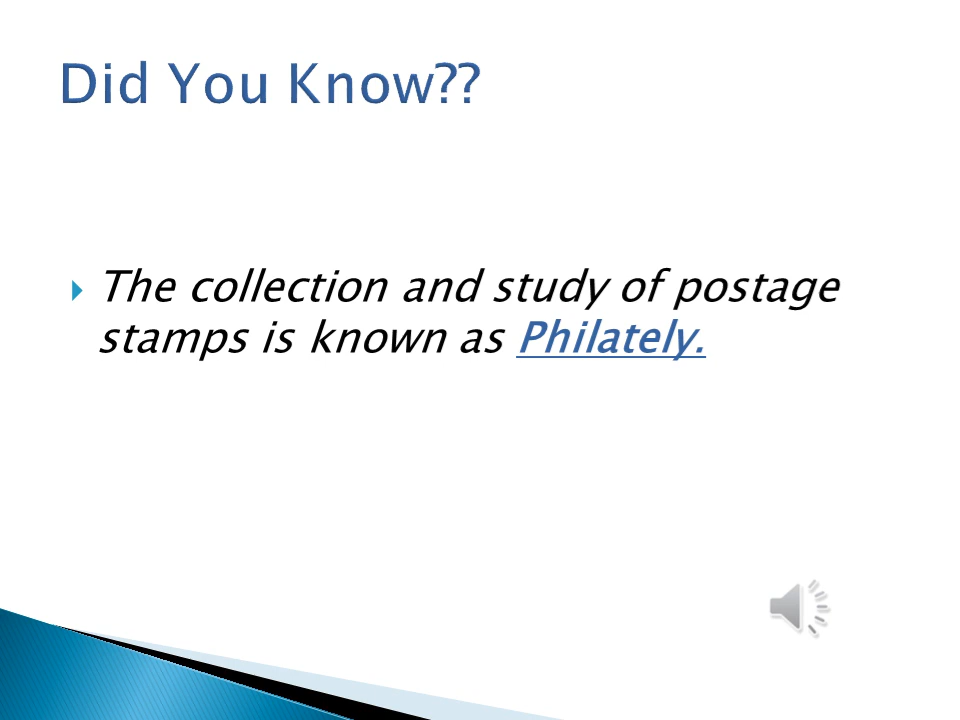 Did You Know??
The collection and study of postage
stamps is known as Philately.